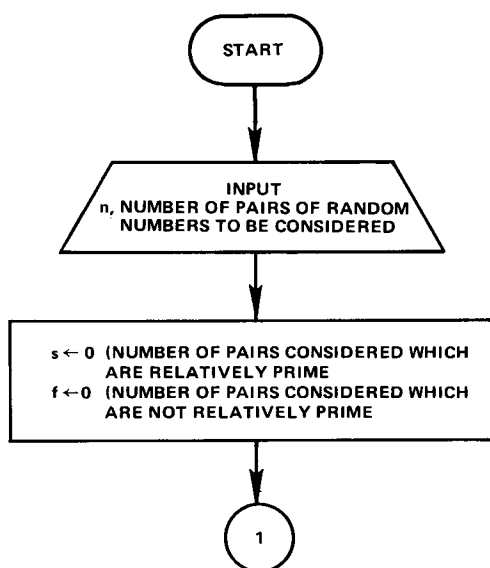 START
INPUT
n, NUMBER OF PAIRS OF RANDOM
NUMBERS TO BE CONSIDERED
s ← 0 (NUMBER OF PAIRS CONSIDERED WHICH
ARE RELATIVELY PRIME
f ← 0 (NUMBER OF PAIRS CONSIDERED WHICH
ARE NOT RELATIVELY PRIME
1